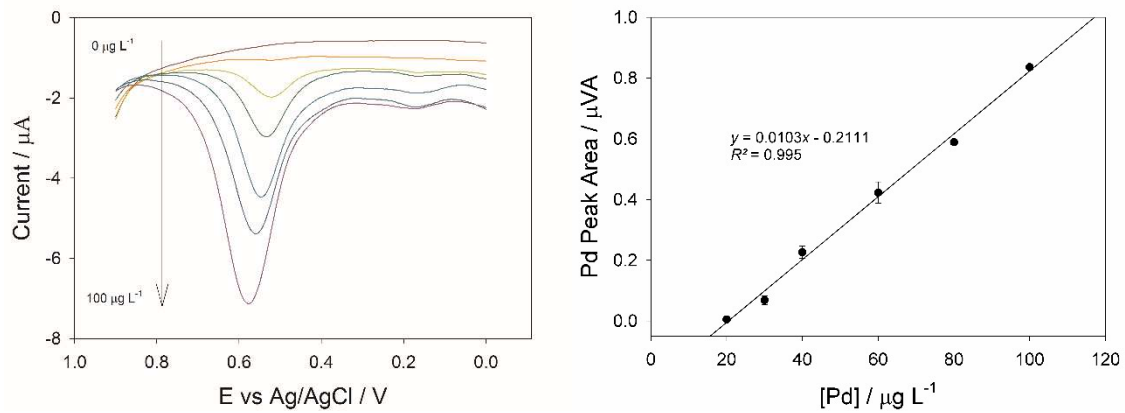 0 μg L⁻¹
100 μg L⁻¹
Current / μA
0
-2
-4
-6
-8
1.0 0.8 0.6 0.4 0.2 0.0
E vs Ag/AgCl / V
y = 0.0103x - 0.2111
R² = 0.995
Pd Peak Area / μVA
1.0
0.8
0.6
0.4
0.2
0.0
0 20 40 60 80 100 120
[Pd] / μg L⁻¹